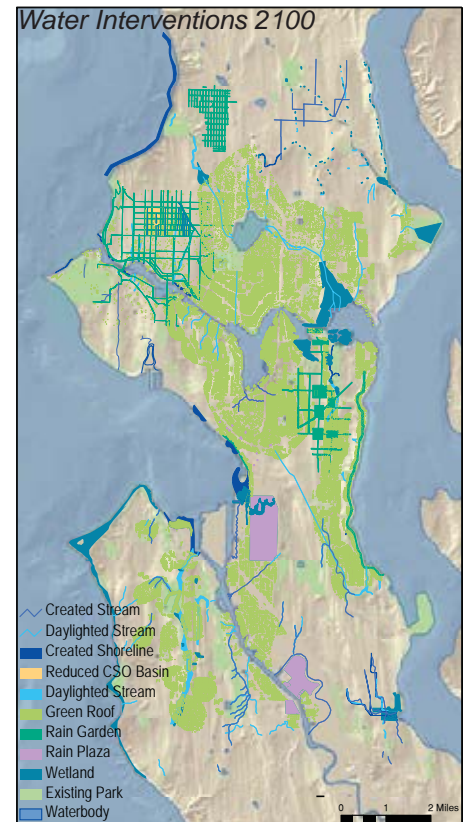 Water Interventions 2100
Created Stream
Daylighted Stream
Created Shoreline
Reduced CSO Basin
Daylighted Stream
Green Roof
Rain Garden
Rain Plaza
Wetland
Existing Park
Waterbody
0 1 2 Miles